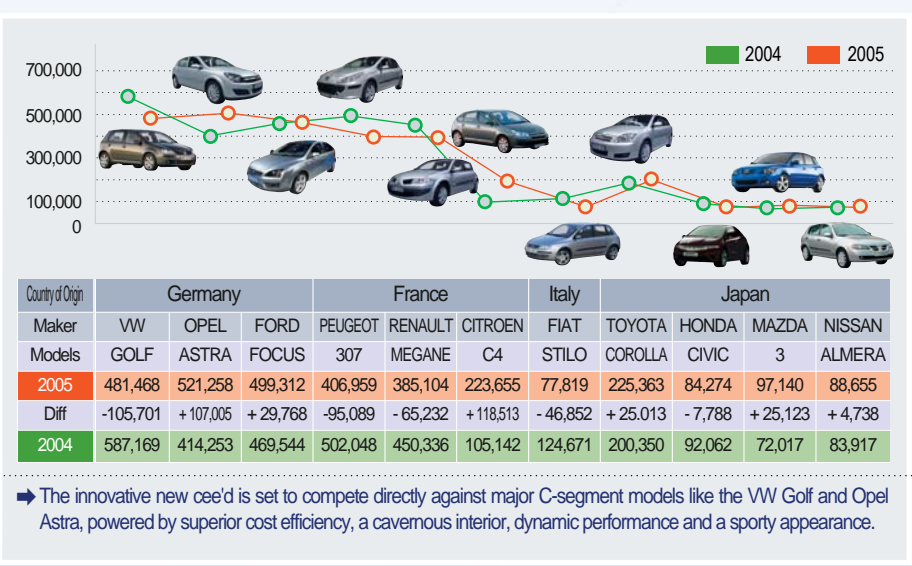 2004 2005
700,000
500,000
300,000
100,000
0
Country of Origin Germany France Italy Japan
Maker VW OPEL FORD PEUGEOT RENAULT CITROEN FIAT TOYOTA HONDA MAZDA NISSAN
Models GOLF ASTRA FOCUS 307 MEGANE C4 STILO COROLLA CIVIC 3 ALMERA
2005 481,468 521,258 499,312 406,959 385,104 223,655 77,819 225,363 84,274 97,140 88,655
Diff -105,701 + 107,005 + 29,768 -95,089 - 65,232 + 118,513 - 46,852 + 25.013 - 7,788 + 25,123 + 4,738
2004 587,169 414,253 469,544 502,048 450,336 105,142 124,671 200,350 92,062 72,017 83,917
➡ The innovative new cee'd is set to compete directly against major C-segment models like the VW Golf and Opel
Astra, powered by superior cost efficiency, a cavernous interior, dynamic performance and a sporty appearance.